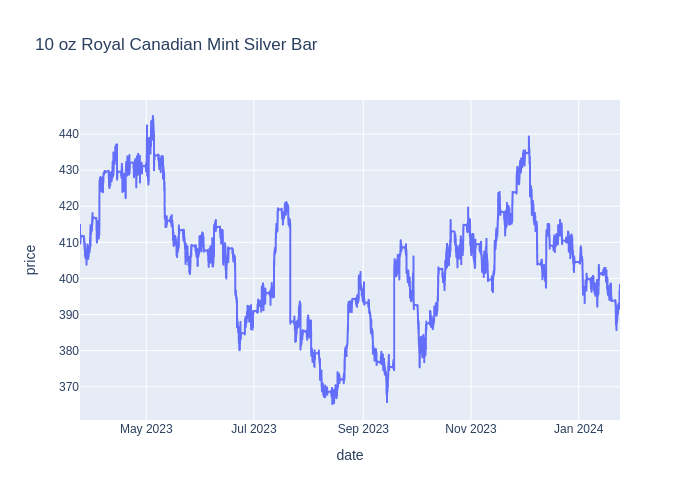 10 oz Royal Canadian Mint Silver Bar
440
430
420
410
400
390
380
370
price
May 2023
Jul 2023
Sep 2023
Nov 2023
Jan 2024
date